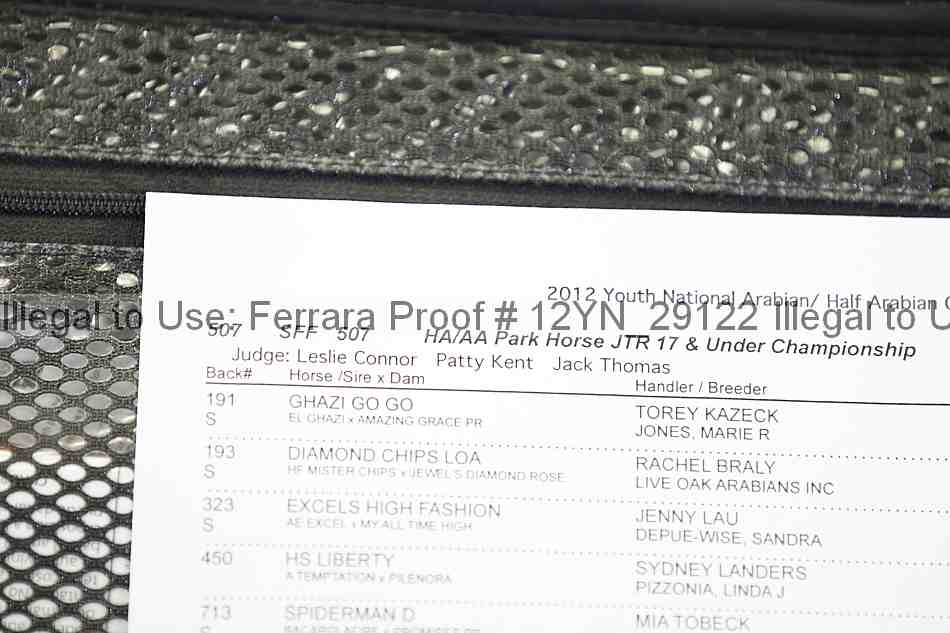 2012 Youth National Arabian/ Half Arabian
Illegal to Use: Ferrara Proof # 12YN_29122 Illegal to U
507 SFF 507 HA/AA Park Horse JTR 17 & Under Championship
Judge: Leslie Connor Patty Kent Jack Thomas
Back# Horse /Sire x Dam Handler / Breeder
191 GHAZI GO GO TOREY KAZECK
S EL GHAZI x AMAZING GRACE PR JONES, MARIE R
193 DIAMOND CHIPS LOA RACHEL BRALY
S HF MISTER CHIPS x JEWEL'S DIAMOND ROSE LIVE OAK ARABIANS INC
323 EXCELS HIGH FASHION JENNY LAU
S AE EXCEL x MY ALL TIME HIGH DEPUE-WISE, SANDRA
450 HS LIBERTY SYDNEY LANDERS
A TEMPTATION x PILENORA PIZZONIA, LINDA J
713 SPIDERMAN D MIA TOBECK